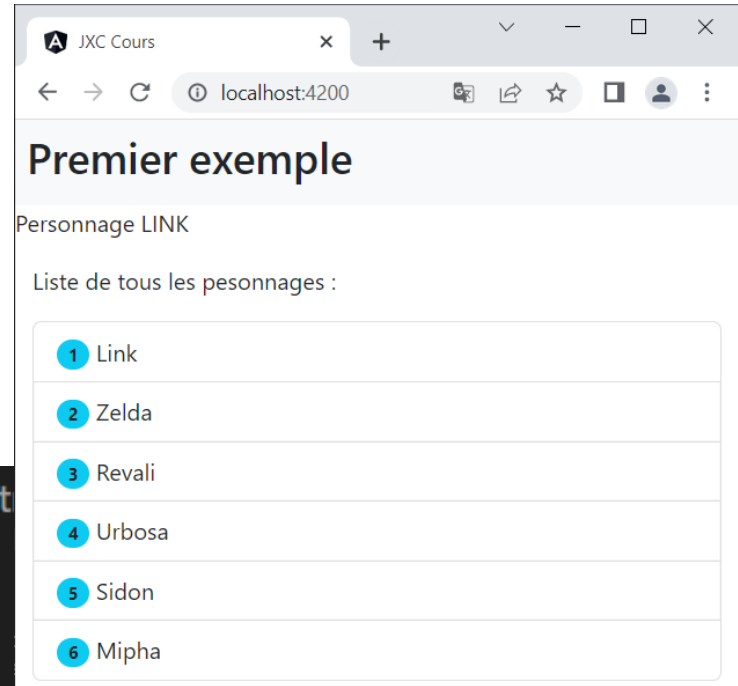 JXC Cours
localhost:4200
Premier exemple
Personnage LINK
Liste de tous les pesonnages :
1 Link
2 Zelda
3 Revali
4 Urbosa
5 Sidon
6 Mipha